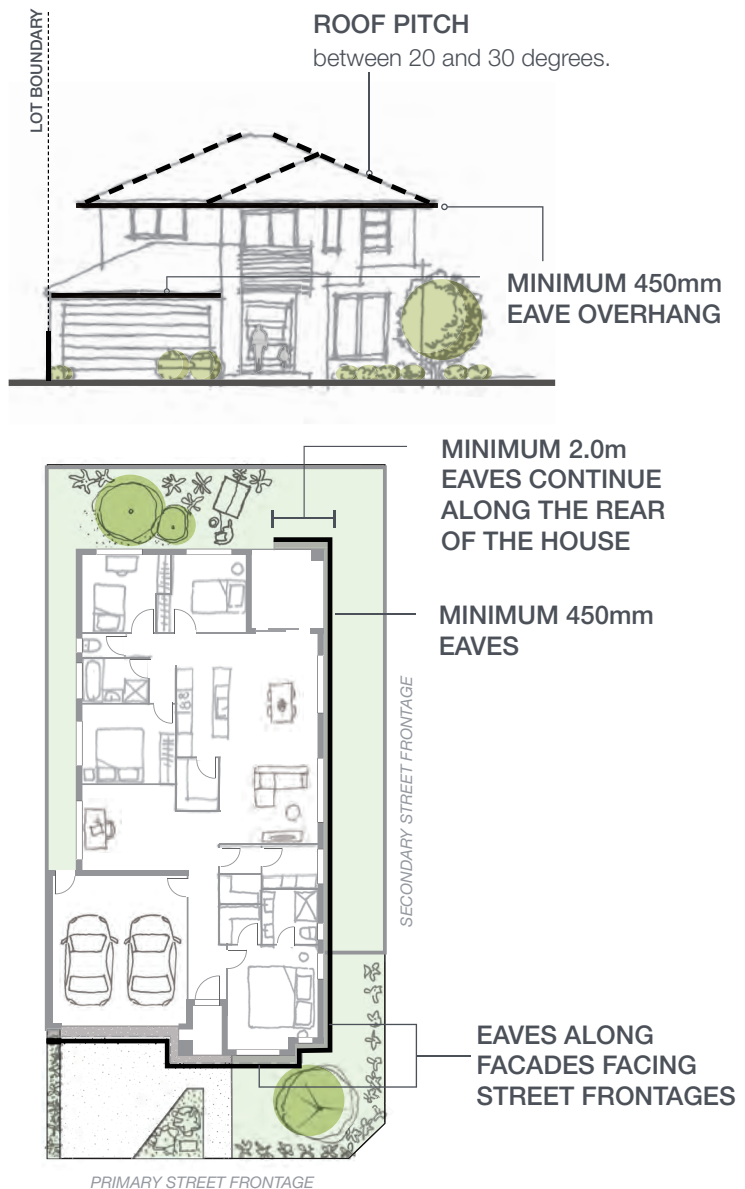 LOT BOUNDARY
ROOF PITCH
between 20 and 30 degrees.
MINIMUM 450mm
EAVE OVERHANG
MINIMUM 2.0m
EAVES CONTINUE
ALONG THE REAR
OF THE HOUSE
MINIMUM 450mm
EAVES
SECONDARY STREET FRONTAGE
EAVES ALONG
FACADES FACING
STREET FRONTAGES
PRIMARY STREET FRONTAGE